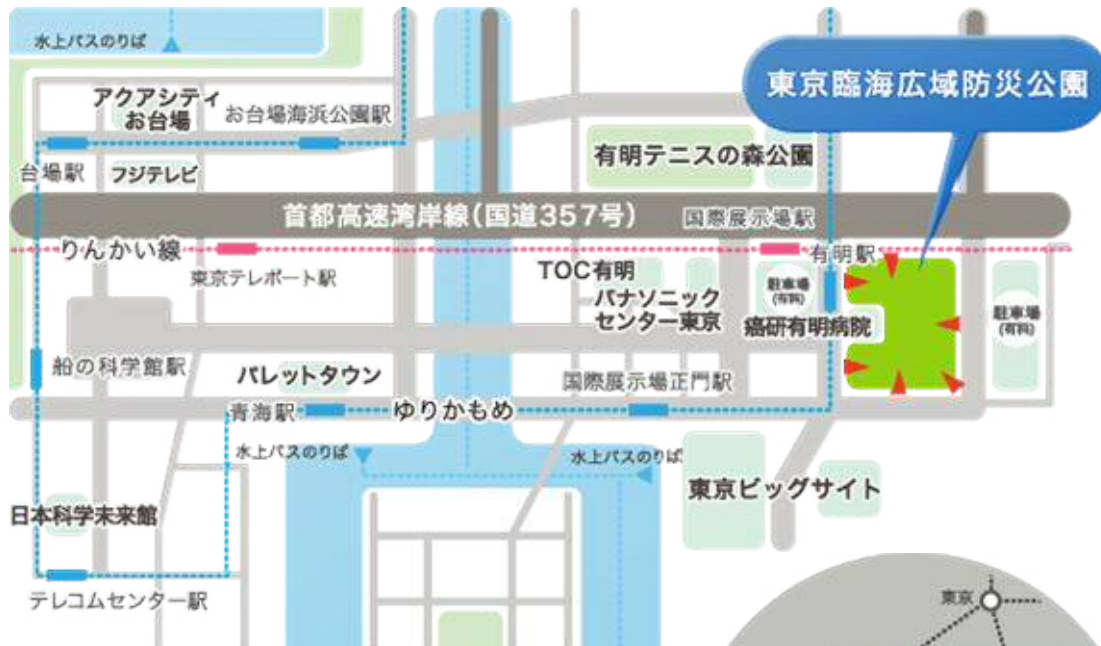 水上バスのりば
東京臨海広域防災公園
アクアシティ
お台場
お台場海浜公園駅
有明テニスの森公園
台場駅
フジテレビ
首都高速湾岸線(国道357号)
国際展示場駅
りんかい線
有明駅
東京テレポート駅
TOC有明
駐車場
(有料)
パナソニック
センター東京
癌研有明病院
駐車場
(有料)
船の科学館駅
パレットタウン
国際展示場正門駅
青海駅
ゆりかもめ
水上バスのりば
水上バスのりば
東京ビッグサイト
日本科学未来館
テレコムセンター駅
東京